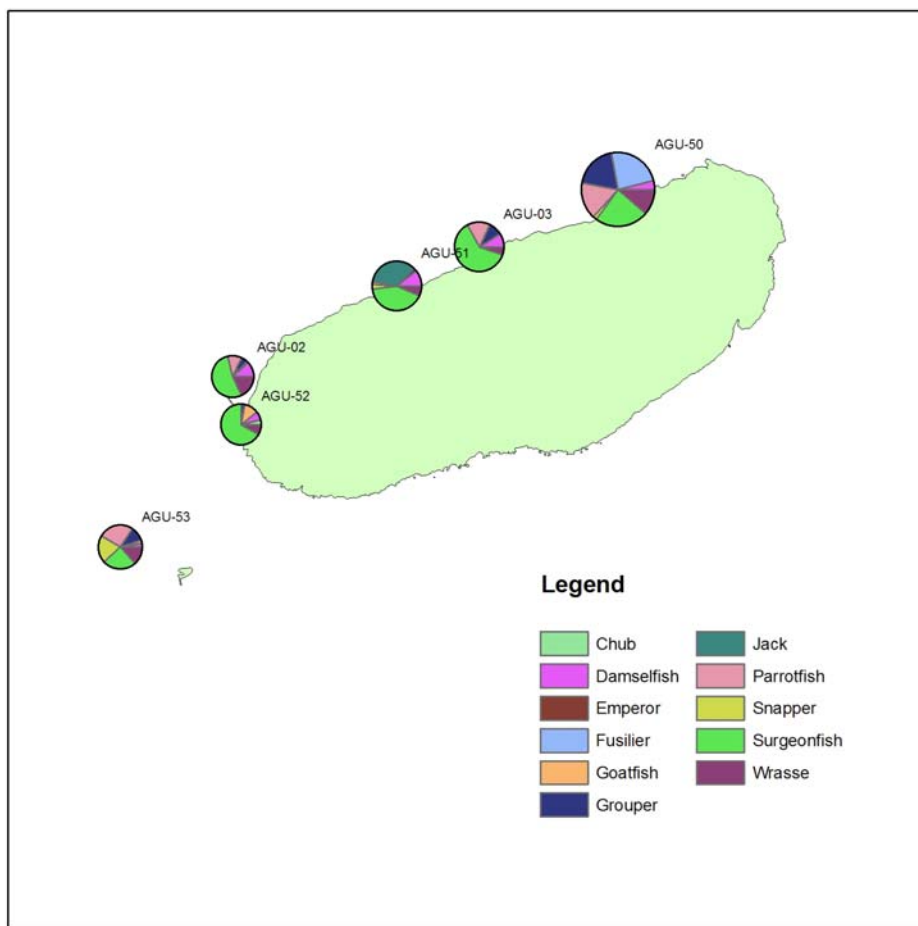 AGU-50
AGU-03
AGU-51
AGU-02
AGU-52
AGU-53
Legend
Chub
Damselfish
Emperor
Fusilier
Goatfish
Grouper
Jack
Parrotfish
Snapper
Surgeonfish
Wrasse